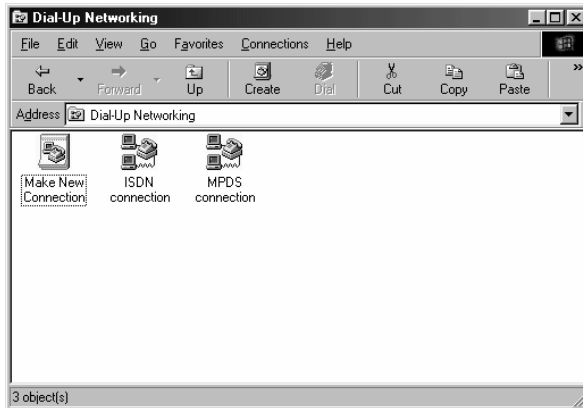 Dial-Up Networking
File Edit View Go Favorites Connections Help
Back Forward Up Create Dial Cut Copy Paste »
Address Dial-Up Networking
Make New Connection
ISDN connection
MPDS connection
3 object(s)